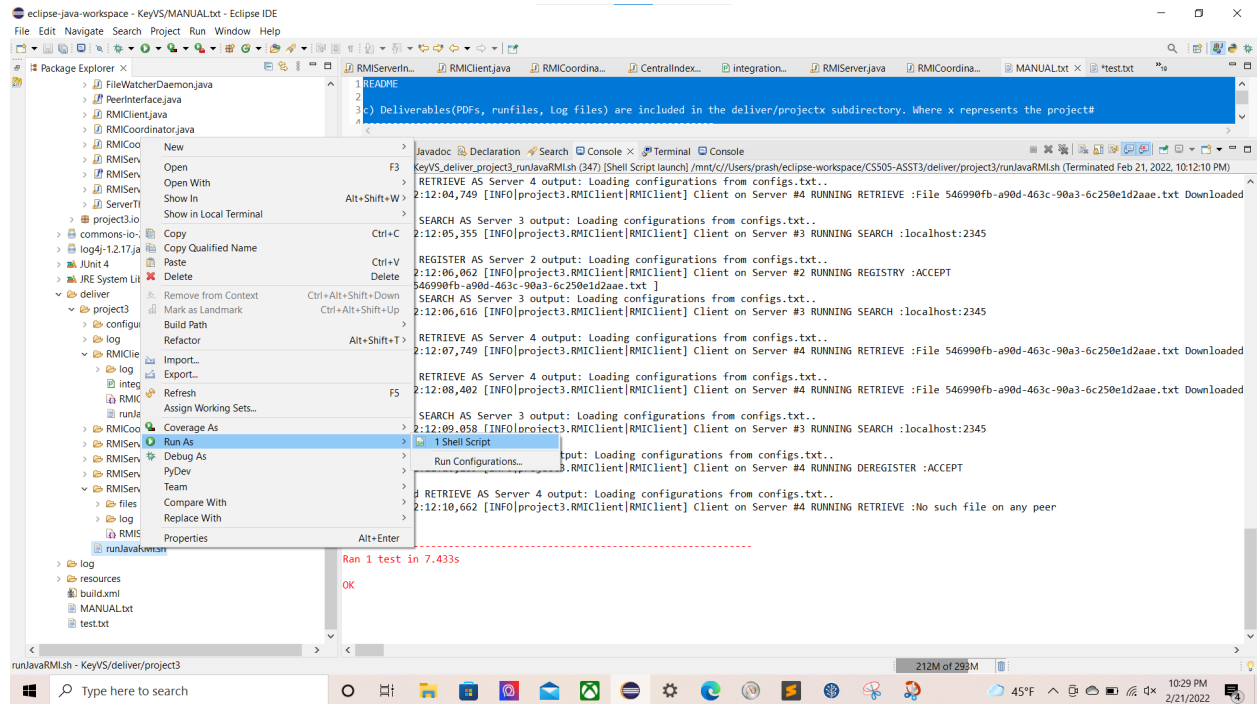 eclipse-java-workspace - KeyVS/MANUAL.txt - Eclipse IDE
File Edit Navigate Search Project Run Window Help
Package Explorer
FileWatcherDaemon.java
PeerInterface.java
RMIClient.java
RMICoordinator.java
RMICoo
RMIServ
RMIServ
RMIServ
ServerTh
project3.io
commons-io-
log4j-1.2.17.ja
JUnit 4
JRE System Lib
deliver
project3
configu
log
RMIClie
log
integ
RMIC
runJa
RMICoo
RMIServ
RMIServ
RMIServ
RMIServ
files
log
RMIS
runJavaRMI.sh
log
resources
build.xml
MANUAL.txt
test.txt
New
Open F3
Open With
Show In Alt+Shift+W
Show in Local Terminal
Copy Ctrl+C
Copy Qualified Name
Paste Ctrl+V
Delete Delete
Remove from Context Ctrl+Alt+Shift+Down
Mark as Landmark Ctrl+Alt+Shift+Up
Build Path
Refactor Alt+Shift+T
Import...
Export...
Refresh F5
Assign Working Sets...
Coverage As
Run As
Debug As
PyDev
Team
Compare With
Replace With
Properties Alt+Enter
1 Shell Script
Run Configurations...
RMIServerIn... RMIClient.java RMICoordina... CentralIndex... integration... RMIServer.java RMICoordina... MANUAL.txt *test.txt 19
1 README
2
3 c) Deliverables(PDFs, runfiles, Log files) are included in the deliver/projectx subdirectory. Where x represents the project#
4 ----------------------------------------------------------
Javadoc Declaration Search Console Terminal Console
KeyVS_deliver_project3_runJavaRMI.sh (347) [Shell Script launch] /mnt/c//Users/prash/eclipse-workspace/CS505-ASST3/deliver/project3/runJavaRMI.sh (Terminated Feb 21, 2022, 10:12:10 PM)
RETRIEVE AS Server 4 output: Loading configurations from configs.txt..
2:12:04,749 [INFO|project3.RMIClient|RMIClient] Client on Server #4 RUNNING RETRIEVE :File 546990fb-a90d-463c-90a3-6c250e1d2aae.txt Downloaded
SEARCH AS Server 3 output: Loading configurations from configs.txt..
2:12:05,355 [INFO|project3.RMIClient|RMIClient] Client on Server #3 RUNNING SEARCH :localhost:2345
REGISTER AS Server 2 output: Loading configurations from configs.txt..
2:12:06,062 [INFO|project3.RMIClient|RMIClient] Client on Server #2 RUNNING REGISTRY :ACCEPT
546990fb-a90d-463c-90a3-6c250e1d2aae.txt ]
SEARCH AS Server 3 output: Loading configurations from configs.txt..
2:12:06,616 [INFO|project3.RMIClient|RMIClient] Client on Server #3 RUNNING SEARCH :localhost:2345
RETRIEVE AS Server 4 output: Loading configurations from configs.txt..
2:12:07,749 [INFO|project3.RMIClient|RMIClient] Client on Server #4 RUNNING RETRIEVE :File 546990fb-a90d-463c-90a3-6c250e1d2aae.txt Downloaded
RETRIEVE AS Server 4 output: Loading configurations from configs.txt..
2:12:08,402 [INFO|project3.RMIClient|RMIClient] Client on Server #4 RUNNING RETRIEVE :File 546990fb-a90d-463c-90a3-6c250e1d2aae.txt Downloaded
SEARCH AS Server 3 output: Loading configurations from configs.txt..
2:12:09,058 [INFO|project3.RMIClient|RMIClient] Client on Server #3 RUNNING SEARCH :localhost:2345
tput: Loading configurations from configs.txt..
[INFO|project3.RMIClient|RMIClient] Client on Server #4 RUNNING DEREGISTER :ACCEPT
d RETRIEVE AS Server 4 output: Loading configurations from configs.txt..
2:12:10,662 [INFO|project3.RMIClient|RMIClient] Client on Server #4 RUNNING RETRIEVE :No such file on any peer
----------------------------------------------------------------------
Ran 1 test in 7.433s
OK
runJavaRMI.sh - KeyVS/deliver/project3
212M of 293M
Type here to search
45°F
10:29 PM
2/21/2022
4